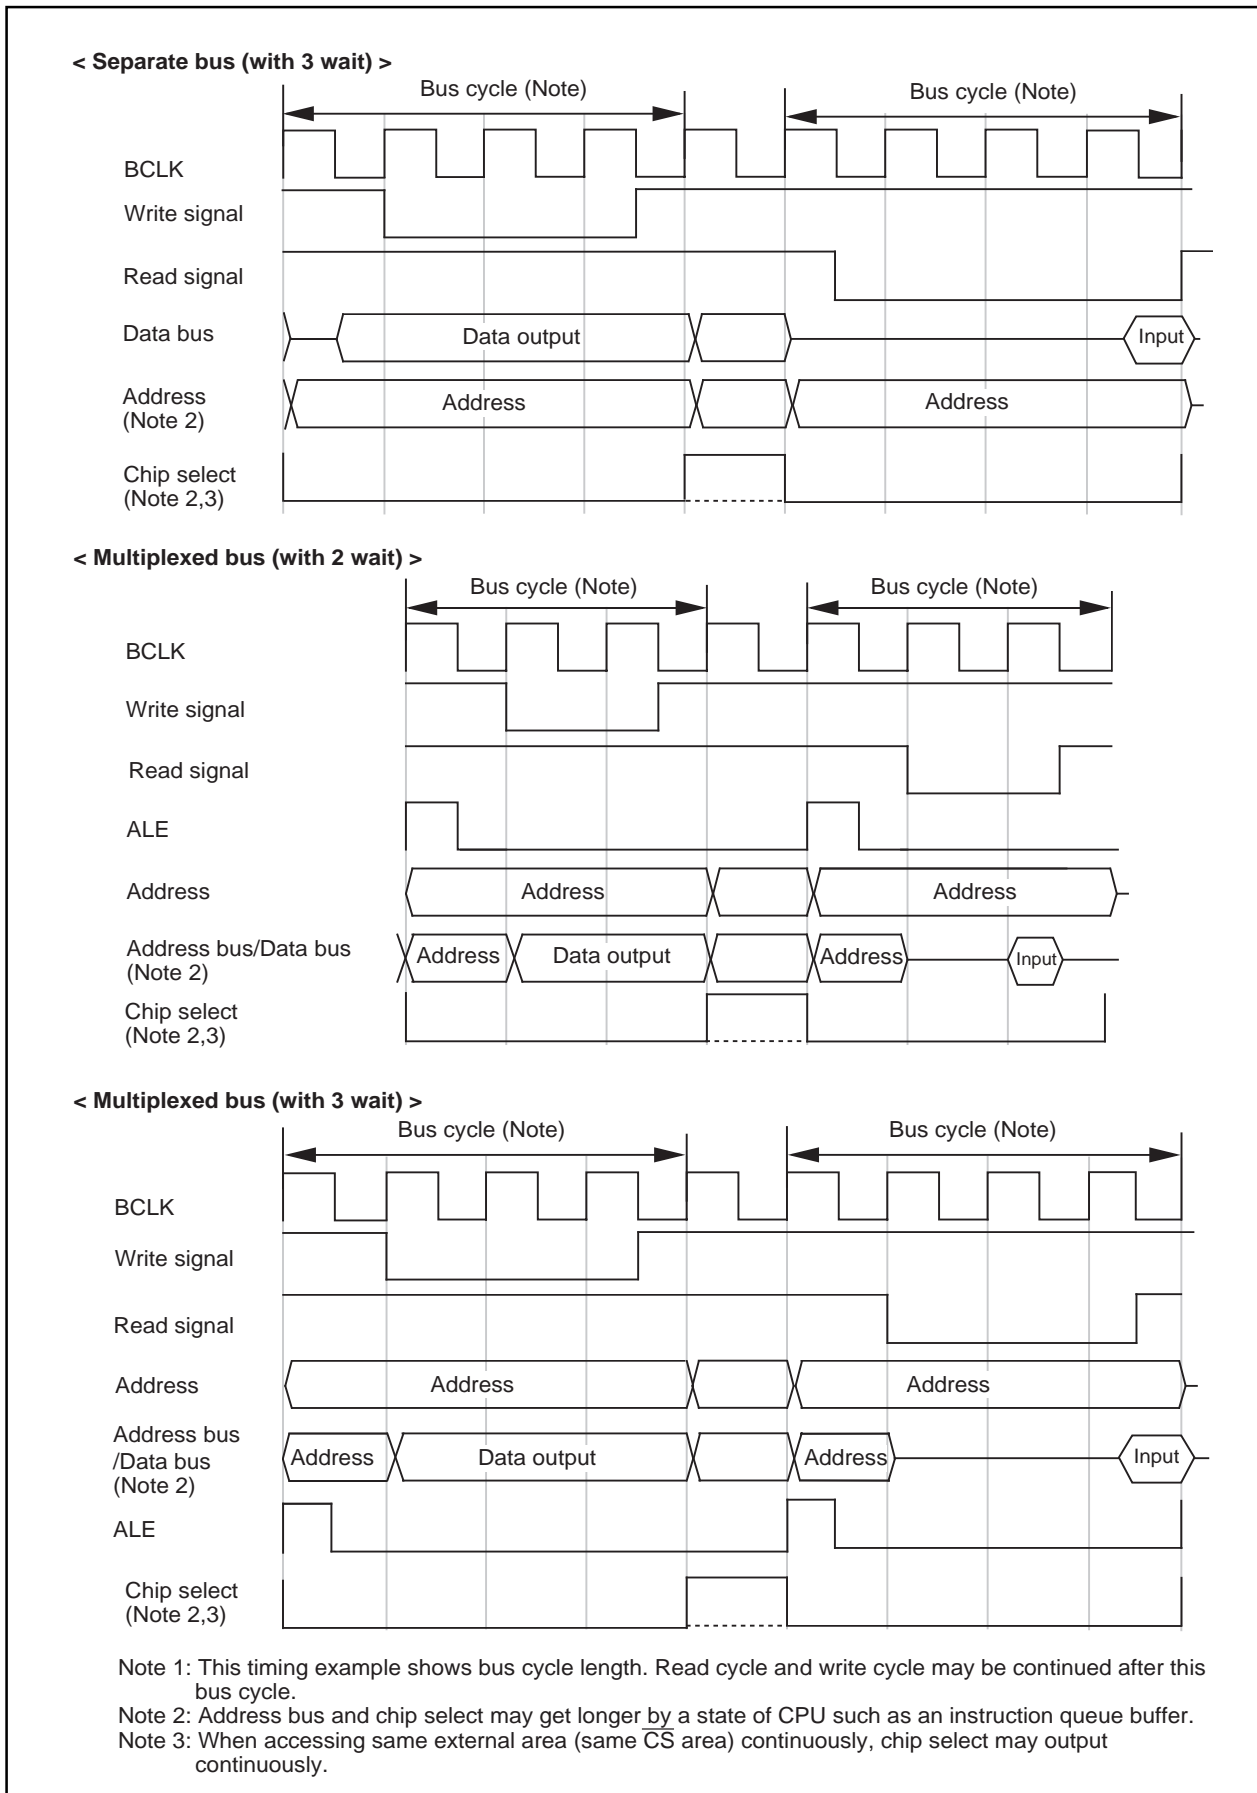 < Separate bus (with 3 wait) >
Bus cycle (Note)
Bus cycle (Note)
BCLK
Write signal
Read signal
Data bus
Data output
Input
Address
(Note 2)
Address
Address
Chip select
(Note 2,3)
< Multiplexed bus (with 2 wait) >
Bus cycle (Note)
Bus cycle (Note)
BCLK
Write signal
Read signal
ALE
Address
Address
Address
Address bus/Data bus
(Note 2)
Address
Data output
Address
Input
Chip select
(Note 2,3)
< Multiplexed bus (with 3 wait) >
Bus cycle (Note)
Bus cycle (Note)
BCLK
Write signal
Read signal
Address
Address
Address
Address bus
/Data bus
(Note 2)
Address
Data output
Address
Input
ALE
Chip select
(Note 2,3)
Note 1: This timing example shows bus cycle length. Read cycle and write cycle may be continued after this
bus cycle.
Note 2: Address bus and chip select may get longer by a state of CPU such as an instruction queue buffer.
Note 3: When accessing same external area (same C̅S̅ area) continuously, chip select may output
continuously.